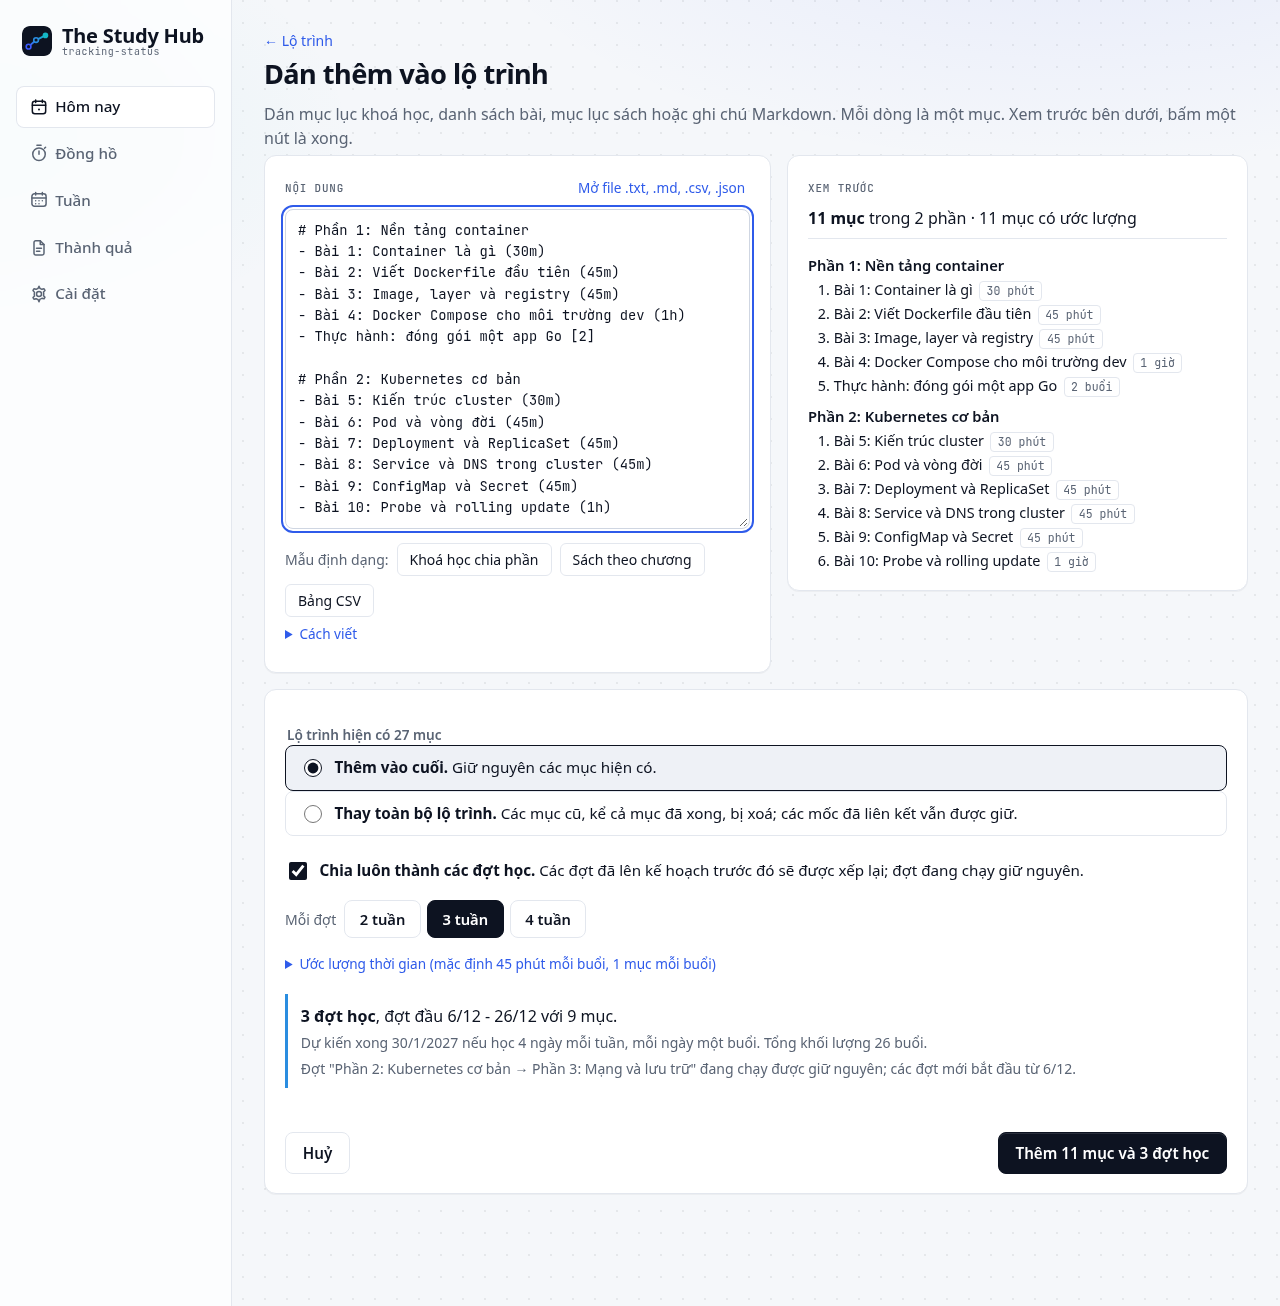 The Study Hub
tracking-status
Hôm nay
Đồng hồ
Tuần
Thành quả
Cài đặt
← Lộ trình
Dán thêm vào lộ trình
Dán mục lục khoá học, danh sách bài, mục lục sách hoặc ghi chú Markdown. Mỗi dòng là một mục. Xem trước bên dưới, bấm một
nút là xong.
NỘI DUNG
Mở file .txt, .md, .csv, .json
# Phần 1: Nền tảng container
- Bài 1: Container là gì (30m)
- Bài 2: Viết Dockerfile đầu tiên (45m)
- Bài 3: Image, layer và registry (45m)
- Bài 4: Docker Compose cho môi trường dev (1h)
- Thực hành: đóng gói một app Go [2]
# Phần 2: Kubernetes cơ bản
- Bài 5: Kiến trúc cluster (30m)
- Bài 6: Pod và vòng đời (45m)
- Bài 7: Deployment và ReplicaSet (45m)
- Bài 8: Service và DNS trong cluster (45m)
- Bài 9: ConfigMap và Secret (45m)
- Bài 10: Probe và rolling update (1h)
Mẫu định dạng:
Khoá học chia phần
Sách theo chương
Bảng CSV
▶ Cách viết
XEM TRƯỚC
11 mục trong 2 phần · 11 mục có ước lượng
Phần 1: Nền tảng container
1. Bài 1: Container là gì 30 phút
2. Bài 2: Viết Dockerfile đầu tiên 45 phút
3. Bài 3: Image, layer và registry 45 phút
4. Bài 4: Docker Compose cho môi trường dev 1 giờ
5. Thực hành: đóng gói một app Go 2 buổi
Phần 2: Kubernetes cơ bản
1. Bài 5: Kiến trúc cluster 30 phút
2. Bài 6: Pod và vòng đời 45 phút
3. Bài 7: Deployment và ReplicaSet 45 phút
4. Bài 8: Service và DNS trong cluster 45 phút
5. Bài 9: ConfigMap và Secret 45 phút
6. Bài 10: Probe và rolling update 1 giờ
Lộ trình hiện có 27 mục
Thêm vào cuối. Giữ nguyên các mục hiện có.
Thay toàn bộ lộ trình. Các mục cũ, kể cả mục đã xong, bị xoá; các mốc đã liên kết vẫn được giữ.
Chia luôn thành các đợt học. Các đợt đã lên kế hoạch trước đó sẽ được xếp lại; đợt đang chạy giữ nguyên.
Mỗi đợt
2 tuần
3 tuần
4 tuần
▶ Ước lượng thời gian (mặc định 45 phút mỗi buổi, 1 mục mỗi buổi)
3 đợt học, đợt đầu 6/12 - 26/12 với 9 mục.
Dự kiến xong 30/1/2027 nếu học 4 ngày mỗi tuần, mỗi ngày một buổi. Tổng khối lượng 26 buổi.
Đợt "Phần 2: Kubernetes cơ bản → Phần 3: Mạng và lưu trữ" đang chạy được giữ nguyên; các đợt mới bắt đầu từ 6/12.
Huỷ
Thêm 11 mục và 3 đợt học